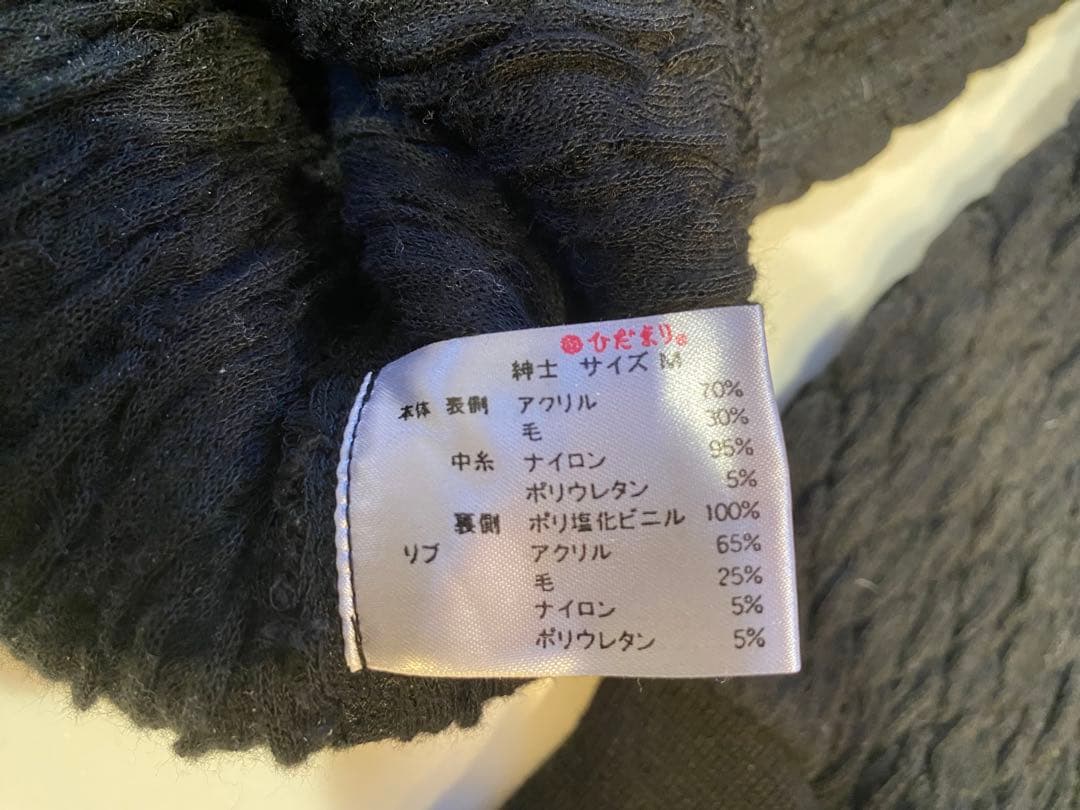 ひだまり®
紳士 サイズ M
本体 表側 アクリル 70%
毛 30%
中糸 ナイロン 95%
ポリウレタン 5%
裏側 ポリ塩化ビニル 100%
リブ アクリル 65%
毛 25%
ナイロン 5%
ポリウレタン 5%